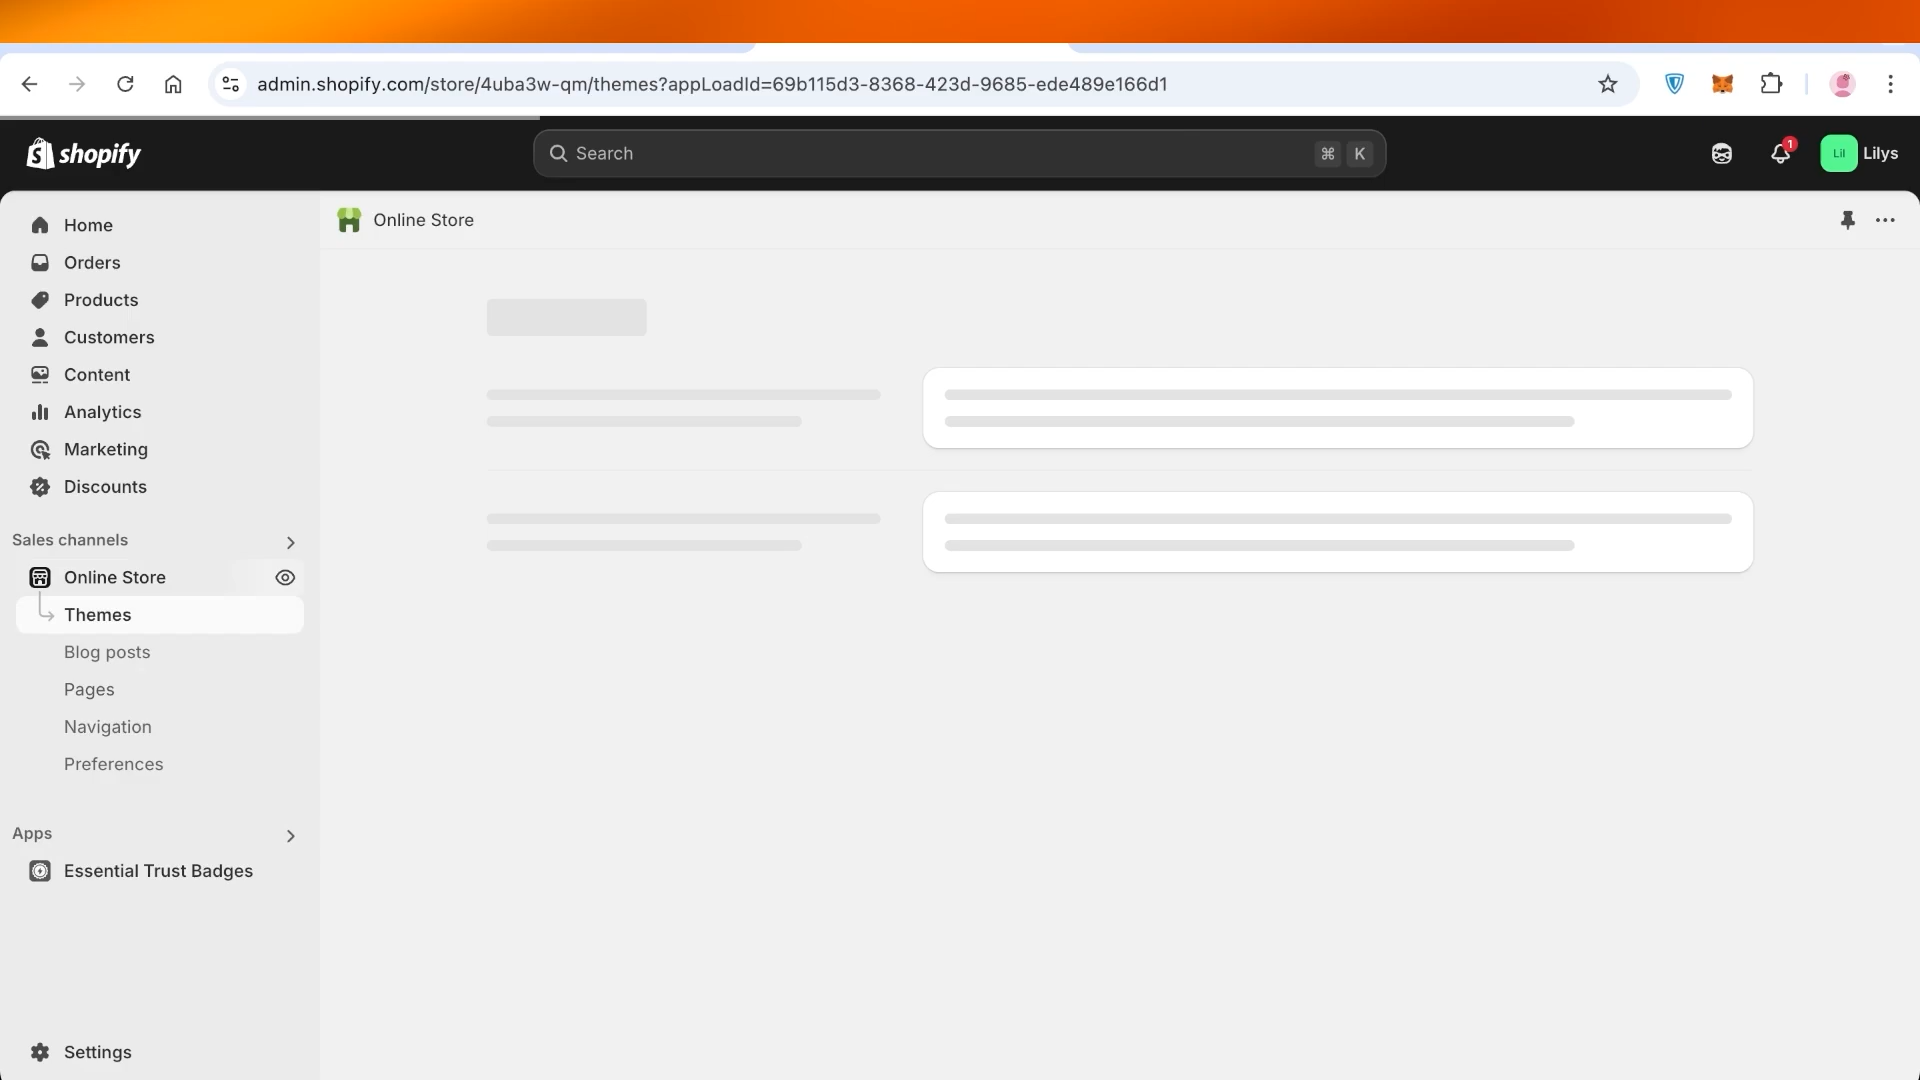 admin.shopify.com/store/4uba3w-qm/themes?appLoadId=69b115d3-8368-423d-9685-ede489e166d1
shopify
Search
⌘ K
1
Lil
Lilys
Home
Orders
Products
Customers
Content
Analytics
Marketing
Discounts
Sales channels
Online Store
Themes
Blog posts
Pages
Navigation
Preferences
Apps
Essential Trust Badges
Settings
Online Store